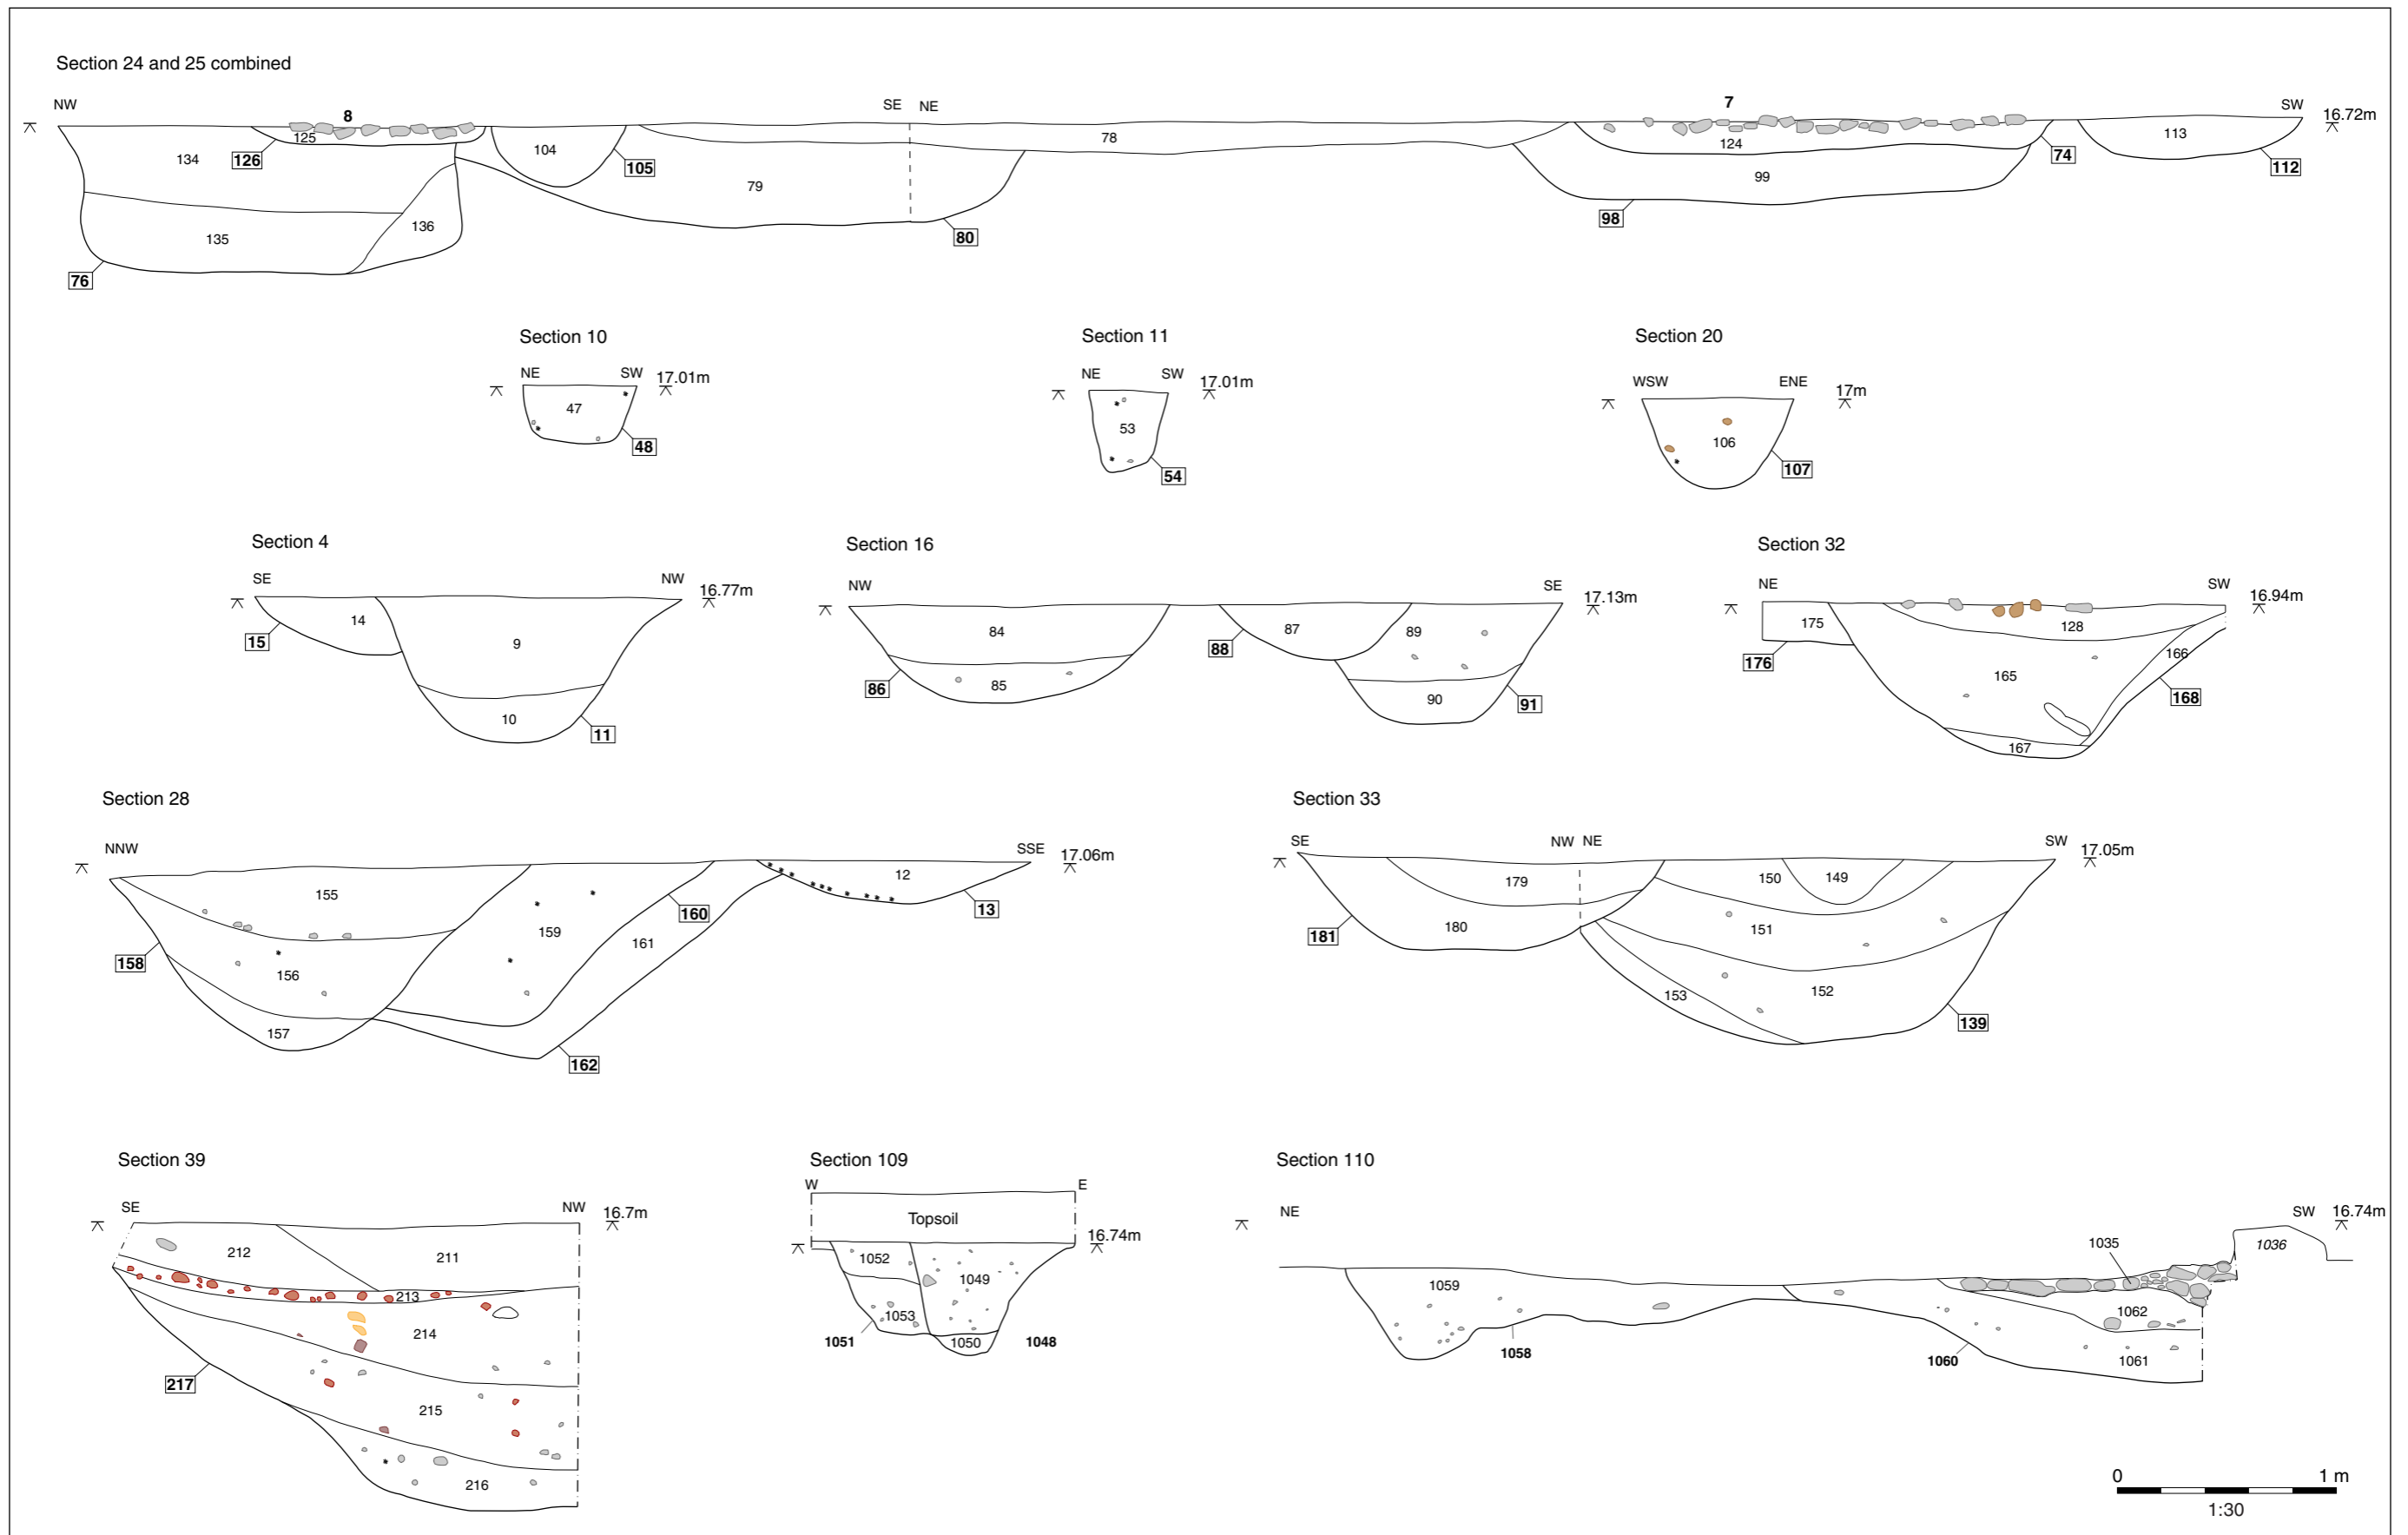 Section 24 and 25 combined
NW
8
SE
NE
7
SW
16.72m
125
134
126
104
105
78
79
124
74
113
112
99
98
135
136
76
80
Section 10
NE
SW
17.01m
47
48
Section 11
NE
SW
17.01m
53
54
Section 20
WSW
ENE
17m
106
107
Section 4
SE
NW
16.77m
14
15
9
10
11
Section 16
NW
SE
17.13m
84
85
86
87
88
89
90
91
Section 32
NE
SW
16.94m
175
176
128
166
165
168
167
Section 28
NNW
SSE
17.06m
155
12
13
160
159
161
158
156
157
162
Section 33
SE
NW
NE
SW
17.05m
179
150
149
180
181
151
152
153
139
Section 39
SE
NW
16.7m
212
211
213
214
217
215
216
Section 109
W
E
Topsoil
16.74m
1052
1049
1053
1051
1050
1048
Section 110
NE
SW
16.74m
1035
1036
1059
1062
1058
1060
1061
0
1 m
1:30